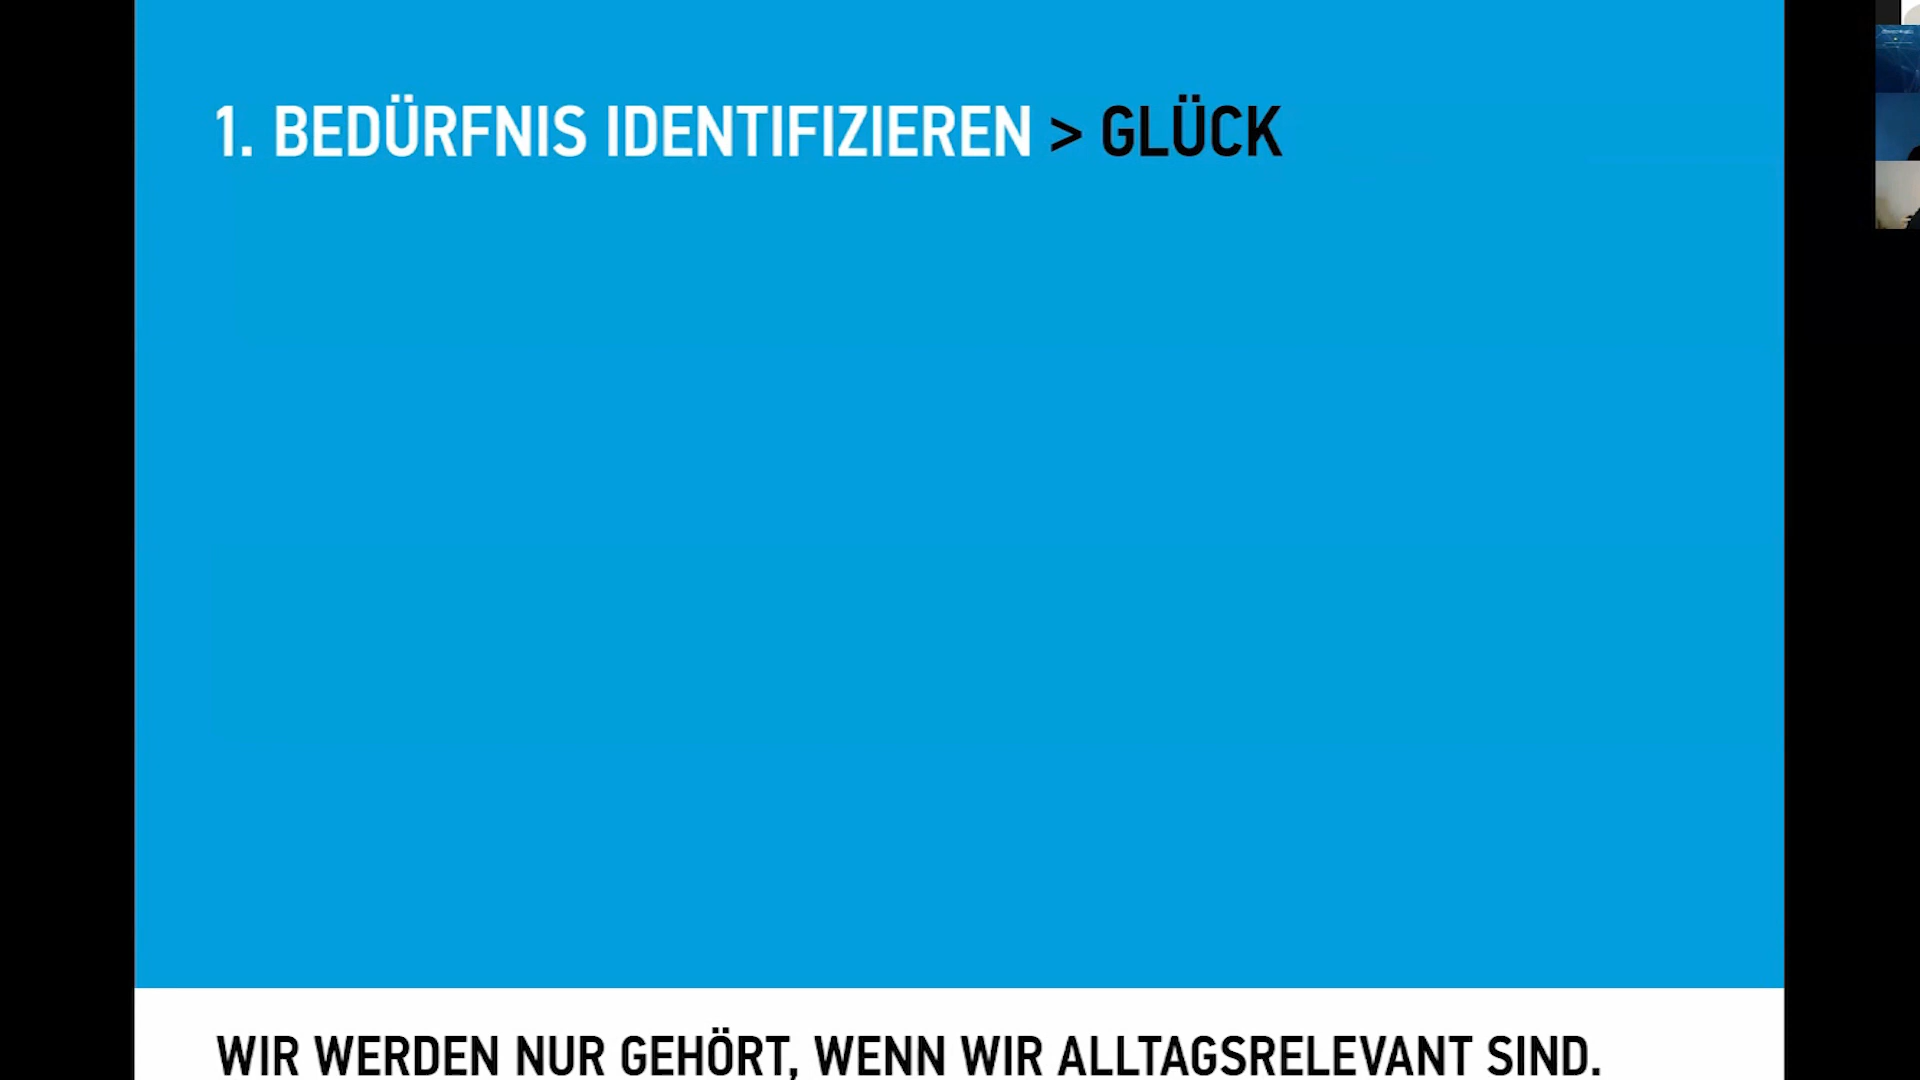 1. BEDÜRFNIS IDENTIFIZIEREN > GLÜCK
WIR WERDEN NUR GEHÖRT, WENN WIR ALLTAGSRELEVANT SIND.